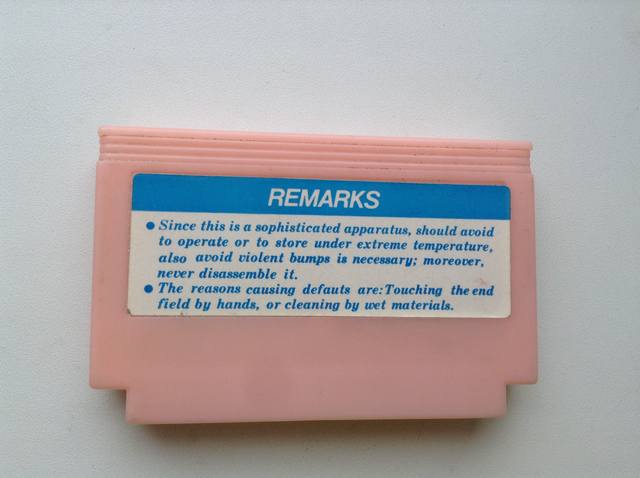 REMARKS
● Since this is a sophisticated apparatus, should avoid
to operate or to store under extreme temperature,
also avoid violent bumps is necessary; moreover,
never disassemble it.
● The reasons causing defauts are: Touching the end
field by hands, or cleaning by wet materials.